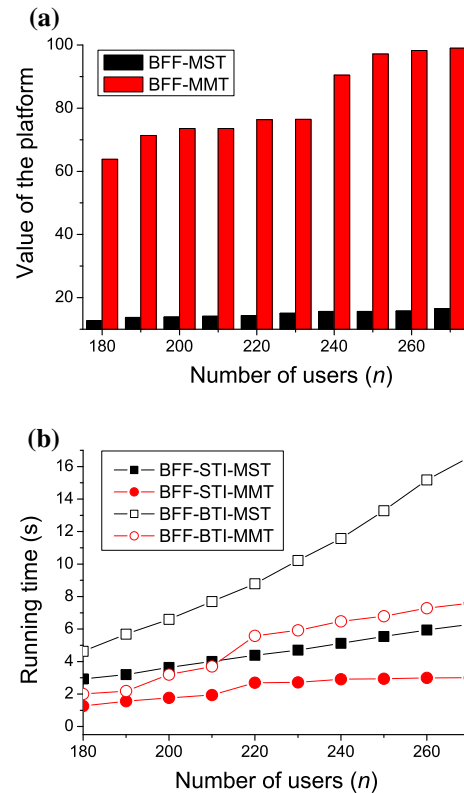 (a)
100
80
60
40
20
Value of the platform
BFF-MST
BFF-MMT
180 200 220 240 260
Number of users (n)
(b)
16
14
12
10
8
6
4
2
0
Running time (s)
BFF-STI-MST
BFF-STI-MMT
BFF-BTI-MST
BFF-BTI-MMT
180 200 220 240 260
Number of users (n)